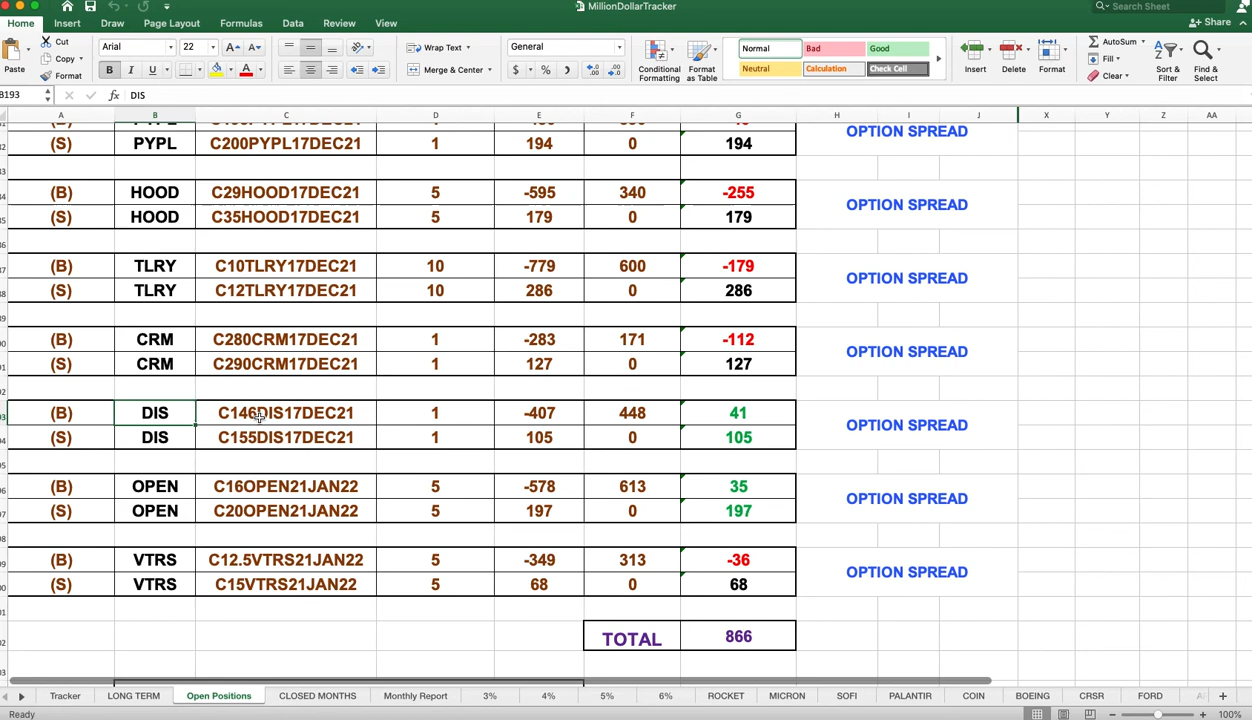 MillionDollarTracker
Search Sheet
Home Insert Draw Page Layout Formulas Data Review View
Share
Paste
Cut
Copy
Format
Arial 22
Wrap Text
Merge & Center
General
Conditional Formatting
Format as Table
Normal Bad Good
Neutral Calculation Check Cell
Insert Delete Format
AutoSum
Fill
Clear
Sort & Filter
Find & Select
B193 fx DIS
A B C D E F G H I J X Y Z AA
OPTION SPREAD
(S) PYPL C200PYPL17DEC21 1 194 0 194
(B) HOOD C29HOOD17DEC21 5 -595 340 -255
OPTION SPREAD
(S) HOOD C35HOOD17DEC21 5 179 0 179
(B) TLRY C10TLRY17DEC21 10 -779 600 -179
OPTION SPREAD
(S) TLRY C12TLRY17DEC21 10 286 0 286
(B) CRM C280CRM17DEC21 1 -283 171 -112
OPTION SPREAD
(S) CRM C290CRM17DEC21 1 127 0 127
(B) DIS C146DIS17DEC21 1 -407 448 41
OPTION SPREAD
(S) DIS C155DIS17DEC21 1 105 0 105
(B) OPEN C16OPEN21JAN22 5 -578 613 35
OPTION SPREAD
(S) OPEN C20OPEN21JAN22 5 197 0 197
(B) VTRS C12.5VTRS21JAN22 5 -349 313 -36
OPTION SPREAD
(S) VTRS C15VTRS21JAN22 5 68 0 68
TOTAL 866
Tracker LONG TERM Open Positions CLOSED MONTHS Monthly Report 3% 4% 5% 6% ROCKET MICRON SOFI PALANTIR COIN BOEING CRSR FORD
Ready
100%